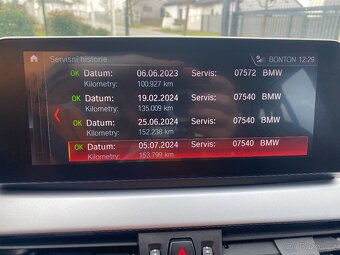 Servisní historie
BONTON 12:29
OK Datum: 06.06.2023 Servis: 07572 BMW
Kilometry: 100.927 km
OK Datum: 19.02.2024 Servis: 07540 BMW
Kilometry: 135.009 km
OK Datum: 25.06.2024 Servis: 07540 BMW
Kilometry: 152.238 km
OK Datum: 05.07.2024 Servis: 07540 BMW
Kilometry: 153.799 km